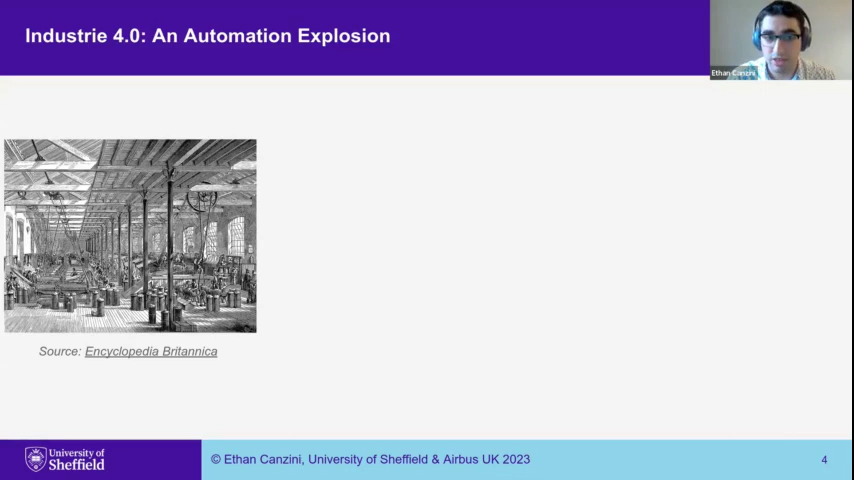 Industrie 4.0: An Automation Explosion
Ethan Canzini
Source: Encyclopedia Britannica
University of
Sheffield
© Ethan Canzini, University of Sheffield & Airbus UK 2023
4